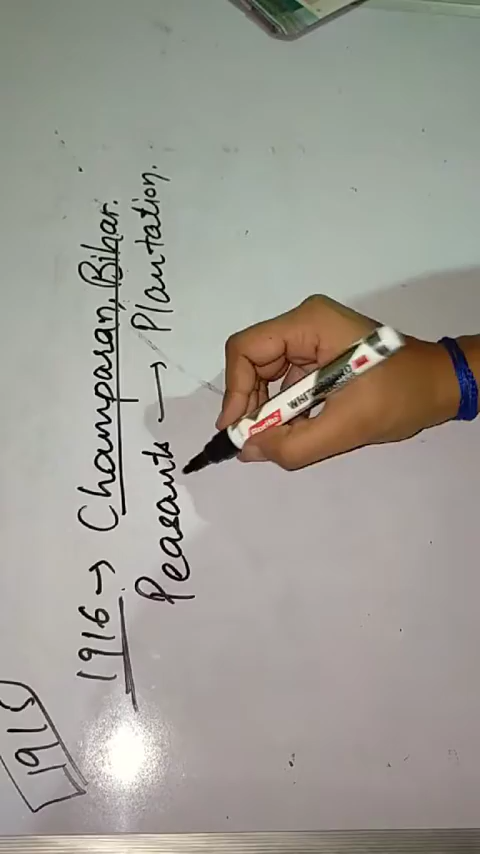 1915
1916 → Champaran, Bihar.
Peasants → Plantation.